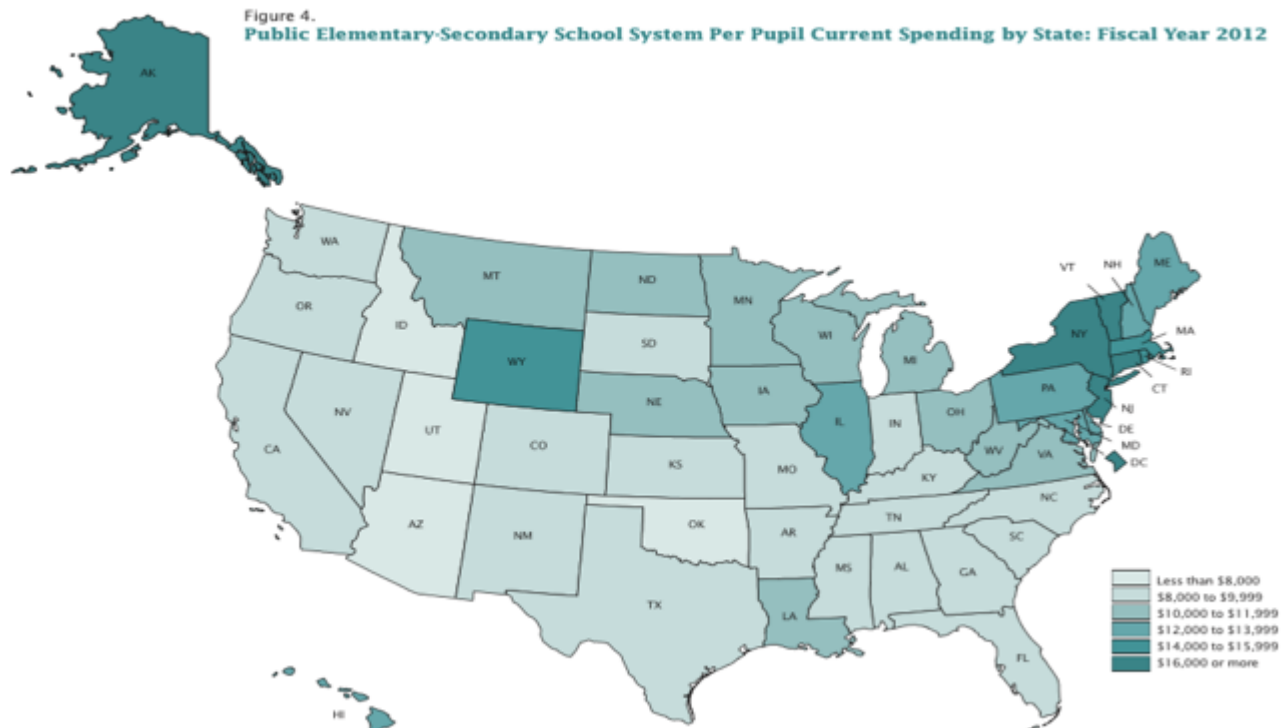 Figure 4.
Public Elementary-Secondary School System Per Pupil Current Spending by State: Fiscal Year 2012
AK
WA
MT
ND
MN
VT
NH
ME
OR
ID
WY
SD
WI
MI
NY
MA
RI
CT
NV
UT
CO
NE
IA
IL
IN
OH
PA
NJ
DE
MD
DC
CA
KS
MO
KY
WV
VA
AZ
NM
OK
AR
TN
NC
SC
TX
LA
MS
AL
GA
FL
HI
Less than $8,000
$8,000 to $9,999
$10,000 to $11,999
$12,000 to $13,999
$14,000 to $15,999
$16,000 or more